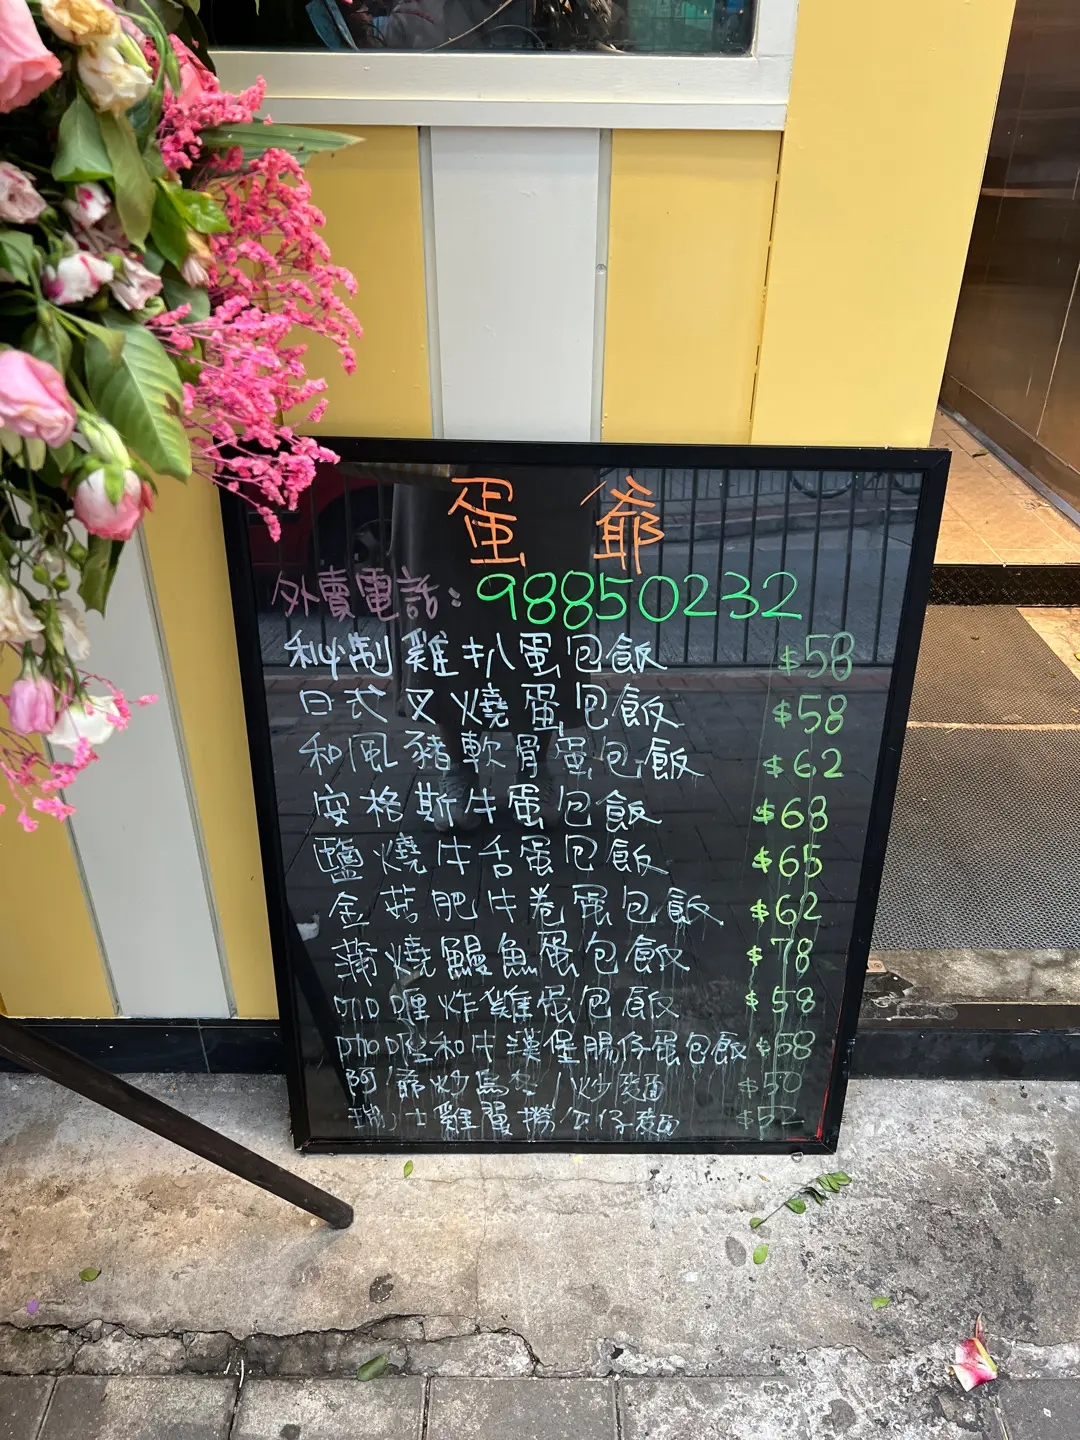 蛋爺
外賣電話：98850232
秘制雞扒蛋包飯 $58
日式叉燒蛋包飯 $58
和風豬軟骨蛋包飯 $62
安格斯牛蛋包飯 $68
鹽燒牛舌蛋包飯 $65
金菇肥牛卷蛋包飯 $62
蒲燒鰻魚蛋包飯 $78
咖喱炸雞蛋包飯 $58
咖喱和牛漢堡腸仔蛋包飯 $68
阿爺炒烏冬/炒麵 $50
瑞士雞蛋撈公仔麵 $52